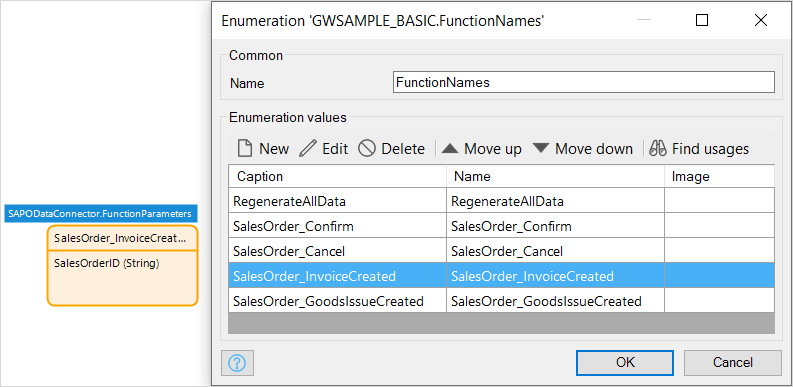 SAPODataConnector.FunctionParameters
SalesOrder_InvoiceCreat...
SalesOrderID (String)
Enumeration 'GWSAMPLE_BASIC.FunctionNames'
Common
Name FunctionNames
Enumeration values
New Edit Delete Move up Move down Find usages
Caption Name Image
RegenerateAllData RegenerateAllData
SalesOrder_Confirm SalesOrder_Confirm
SalesOrder_Cancel SalesOrder_Cancel
SalesOrder_InvoiceCreated SalesOrder_InvoiceCreated
SalesOrder_GoodsIssueCreated SalesOrder_GoodsIssueCreated
? OK Cancel